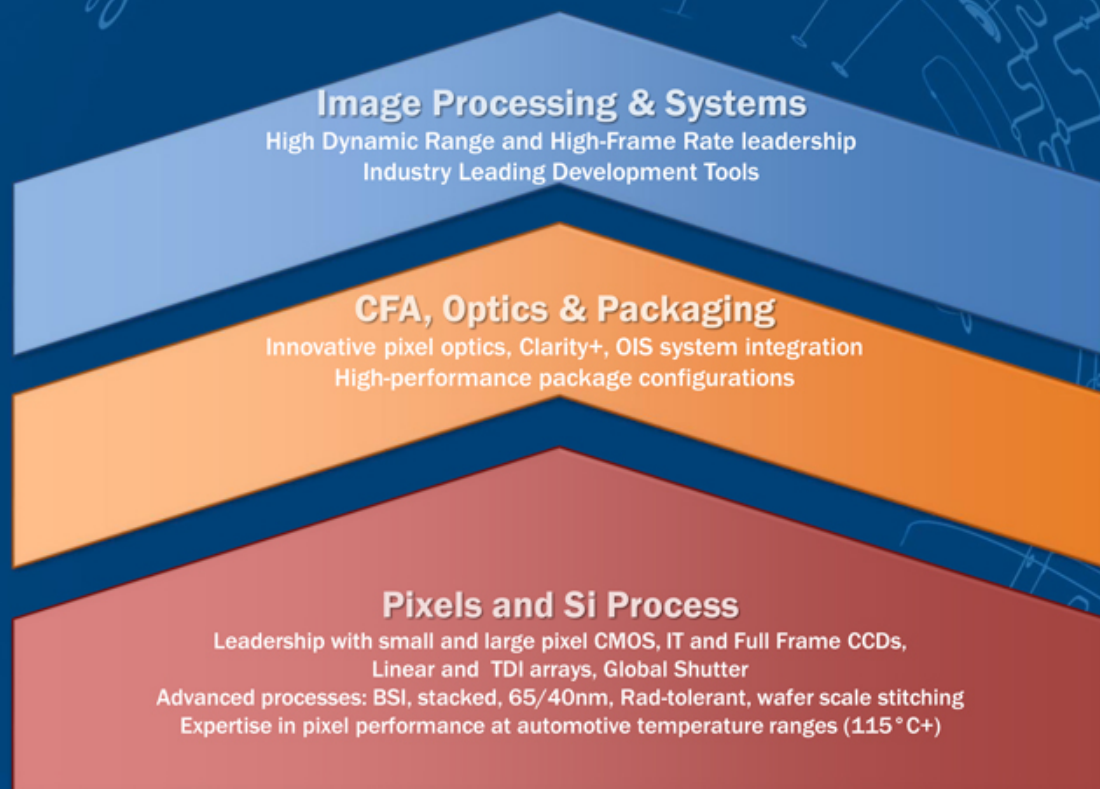 Image Processing & Systems
High Dynamic Range and High-Frame Rate leadership
Industry Leading Development Tools
CFA, Optics & Packaging
Innovative pixel optics, Clarity+, OIS system integration
High-performance package configurations
Pixels and Si Process
Leadership with small and large pixel CMOS, IT and Full Frame CCDs,
Linear and  TDI arrays, Global Shutter
Advanced processes: BSI, stacked, 65/40nm, Rad-tolerant, wafer scale stitching
Expertise in pixel performance at automotive temperature ranges (115°C+)